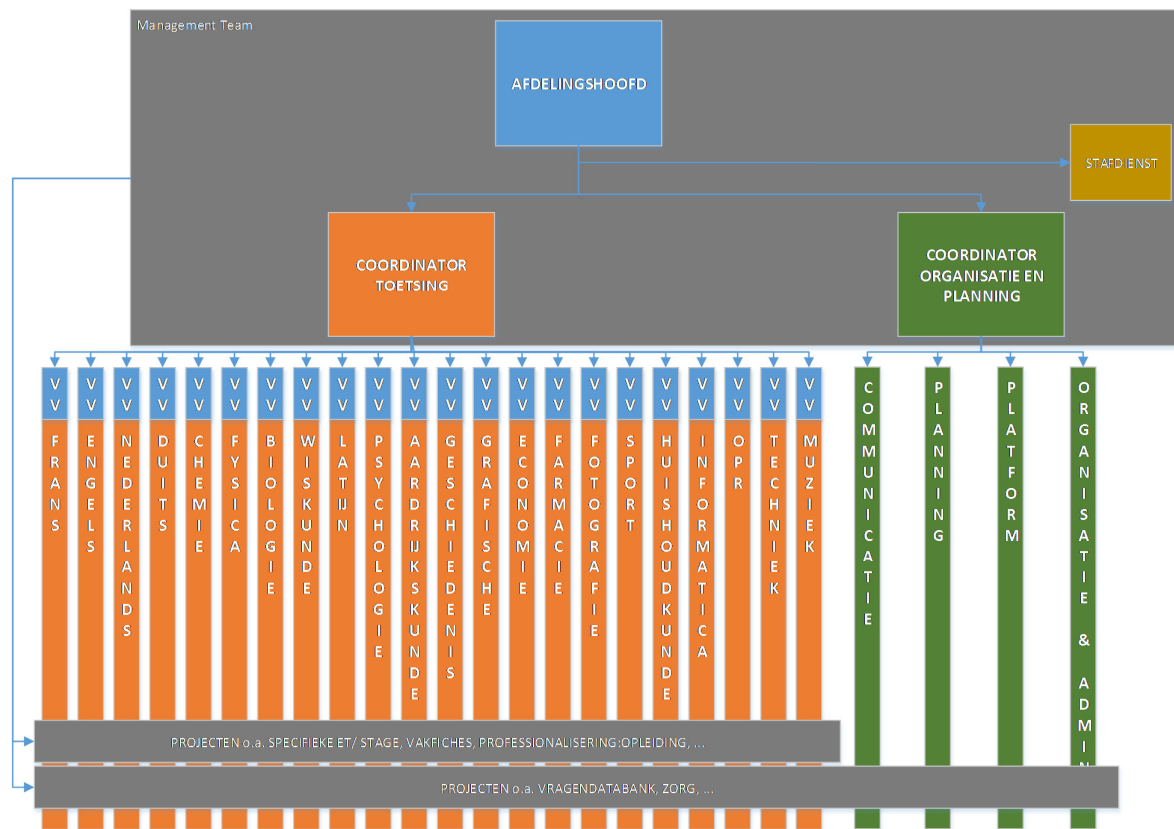 Management Team
AFDELINGSHOOFD
STAFDIENST
COORDINATOR
TOETSING
COORDINATOR
ORGANISATIE EN
PLANNING
VV FRANS
VV ENGELS
VV NEDERLANDS
VV DUITS
VV CHEMIE
VV FYSICA
VV BIOLOGIE
VV WISKUNDE
VV LATIJN
VV PSYCHOLOGIE
VV AARDRIJKSKUNDE
VV GESCHIEDENIS
VV GRAFISCHE
VV ECONOMIE
VV FARMACIE
VV FOTOGRAFIE
VV SPORT
VV HUISHOUDKUNDE
VV INFORMATICA
VV OPR
VV TECHNIEK
VV MUZIEK
COMMUNICATIE
PLANNING
PLATFORM
ORGANISATIE & ADMIN
PROJECTEN o.a. SPECIFIEKE ET/ STAGE, VAKFICHES, PROFESSIONALISERING:OPLEIDING, ...
PROJECTEN o.a. VRAGENDATABANK, ZORG, ...